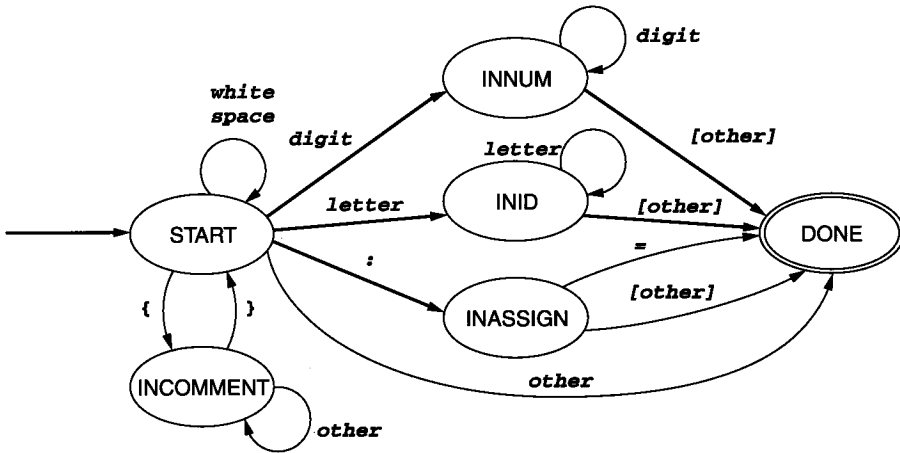 digit
INNUM
white
space
digit
[other]
letter
letter
INID
[other]
START
DONE
:
=
INASSIGN
[other]
{
}
INCOMMENT
other
other